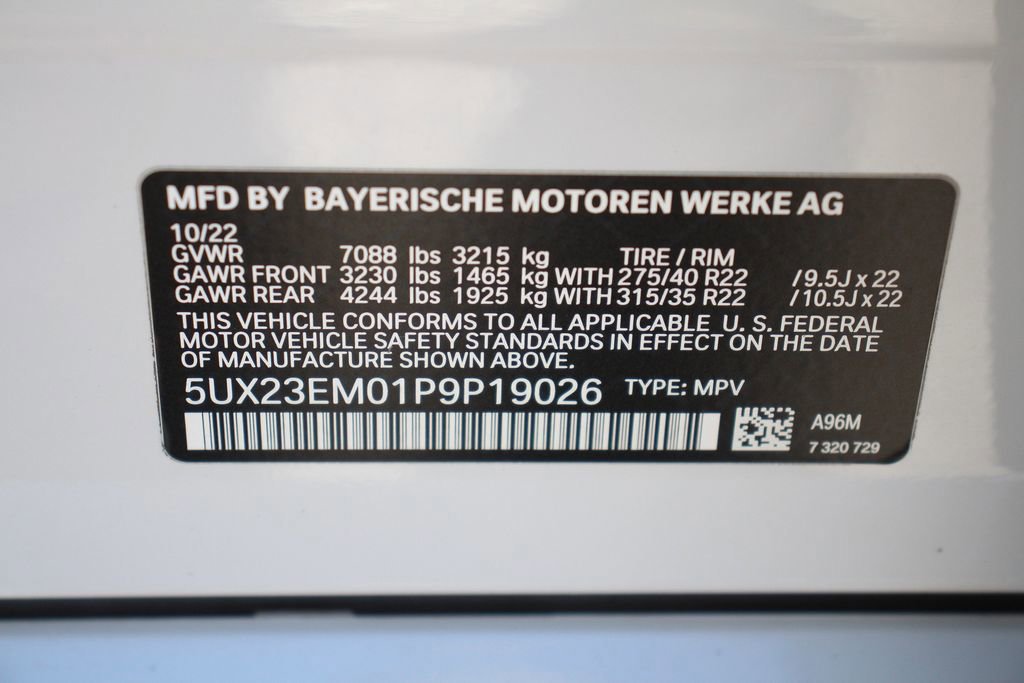 MFD BY BAYERISCHE MOTOREN WERKE AG
10/22
GVWR 7088 lbs 3215 kg TIRE / RIM
GAWR FRONT 3230 lbs 1465 kg WITH 275/40 R22 / 9.5J x 22
GAWR REAR 4244 lbs 1925 kg WITH 315/35 R22 / 10.5J x 22
THIS VEHICLE CONFORMS TO ALL APPLICABLE U. S. FEDERAL
MOTOR VEHICLE SAFETY STANDARDS IN EFFECT ON THE DATE
OF MANUFACTURE SHOWN ABOVE.
5UX23EM01P9P19026 TYPE: MPV
A96M
7 320 729